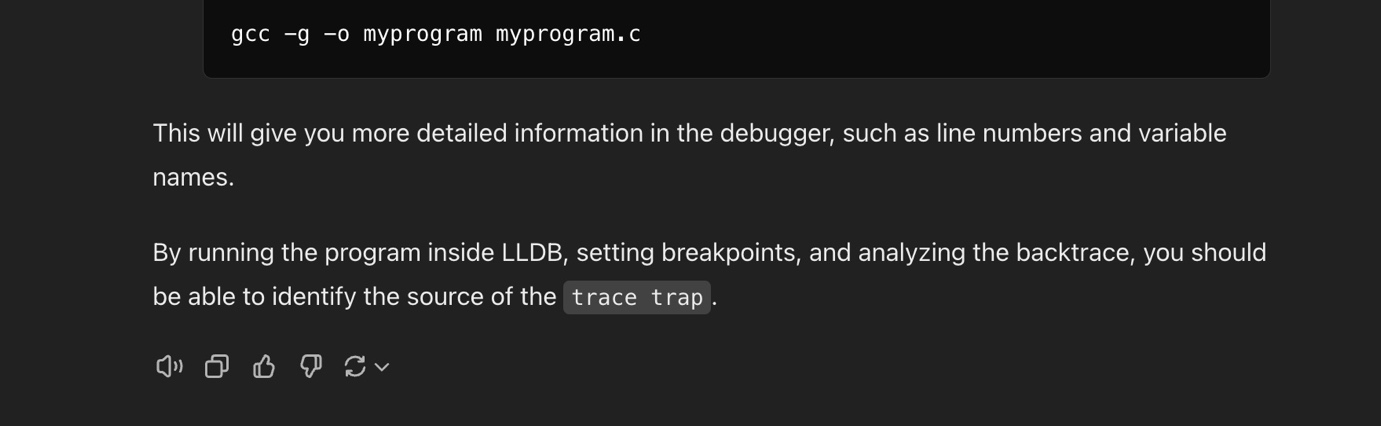 gcc -g -o myprogram myprogram.c
This will give you more detailed information in the debugger, such as line numbers and variable
names.
By running the program inside LLDB, setting breakpoints, and analyzing the backtrace, you should
be able to identify the source of the trace trap.